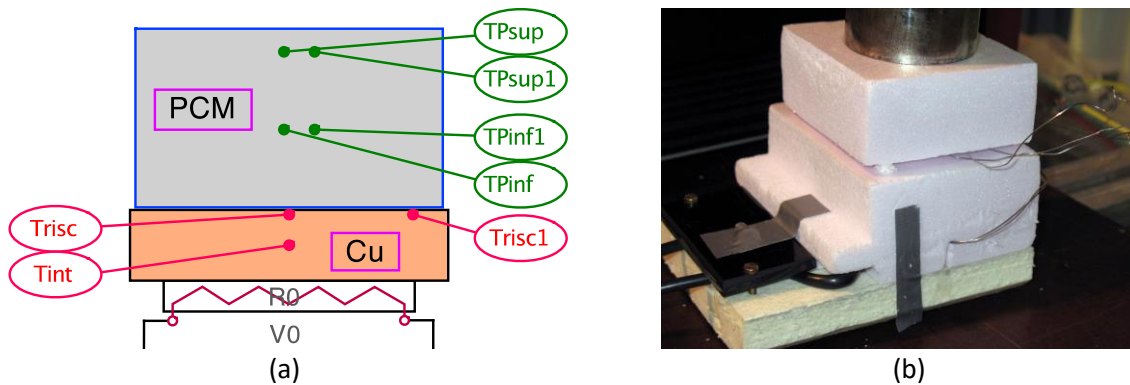 TPsup
TPsup1
PCM
TPinf1
TPinf
Trisc
Trisc1
Cu
Tint
R0
V0
(a)
(b)